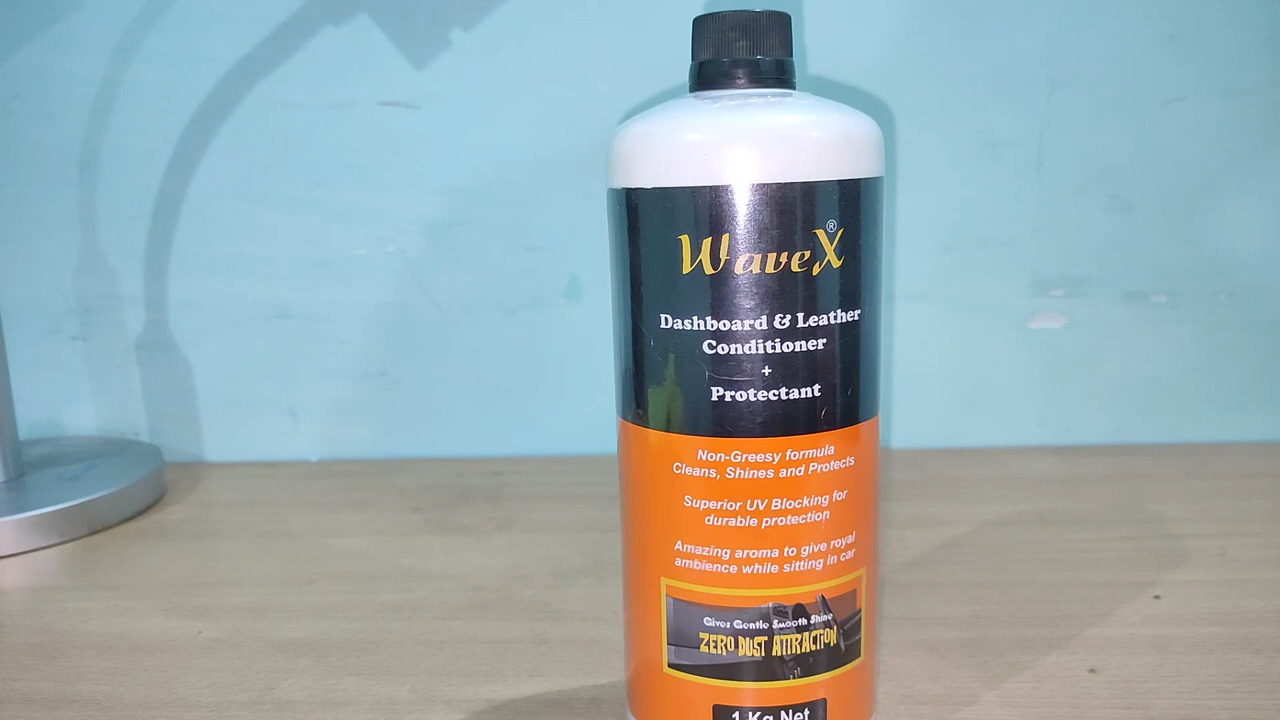 WaveX®
Dashboard & Leather
Conditioner
+
Protectant
Non-Greesy formula
Cleans, Shines and Protects
Superior UV Blocking for
durable protection
Amazing aroma to give royal
ambience while sitting in car
Gives Gentle Smooth Shine
ZERO DUST ATTRACTION
1 Kg Net